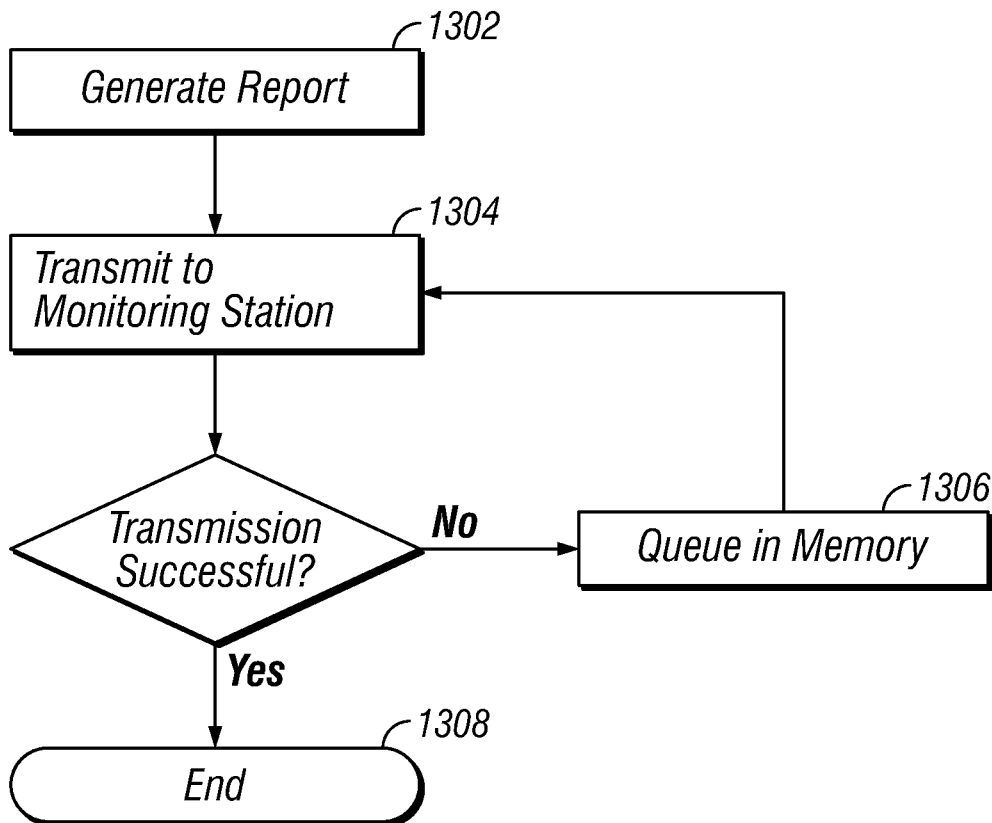 1302
Generate Report
1304
Transmit to
Monitoring Station
Transmission
Successful?
No
1306
Queue in Memory
Yes
1308
End